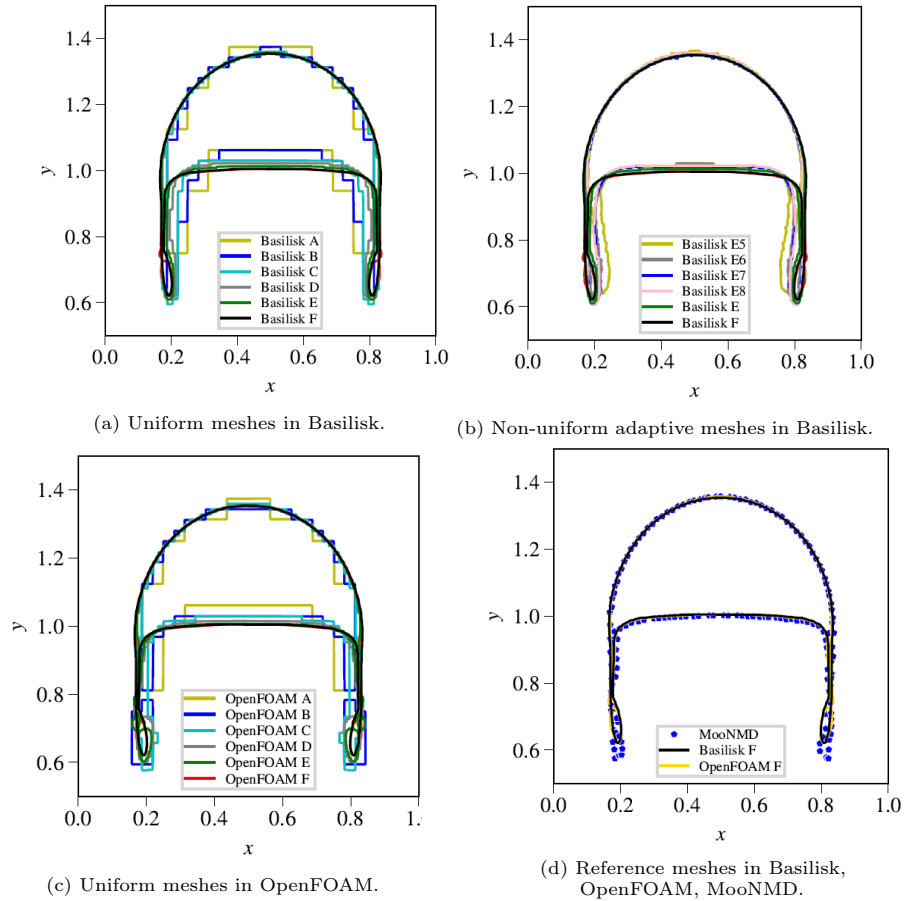 1.4
1.2
1.0
0.8
0.6
y
Basilisk A
Basilisk B
Basilisk C
Basilisk D
Basilisk E
Basilisk F
0.0 0.2 0.4 0.6 0.8 1.0
x
(a) Uniform meshes in Basilisk.
1.4
1.2
1.0
0.8
0.6
y
Basilisk E5
Basilisk E6
Basilisk E7
Basilisk E8
Basilisk E
Basilisk F
0.0 0.2 0.4 0.6 0.8 1.0
x
(b) Non-uniform adaptive meshes in Basilisk.
1.4
1.2
1.0
0.8
0.6
y
OpenFOAM A
OpenFOAM B
OpenFOAM C
OpenFOAM D
OpenFOAM E
OpenFOAM F
0.0 0.2 0.4 0.6 0.8 1.0
x
(c) Uniform meshes in OpenFOAM.
1.4
1.2
1.0
0.8
0.6
y
MooNMD
Basilisk F
OpenFOAM F
0.0 0.2 0.4 0.6 0.8 1.0
x
(d) Reference meshes in Basilisk,
OpenFOAM, MooNMD.